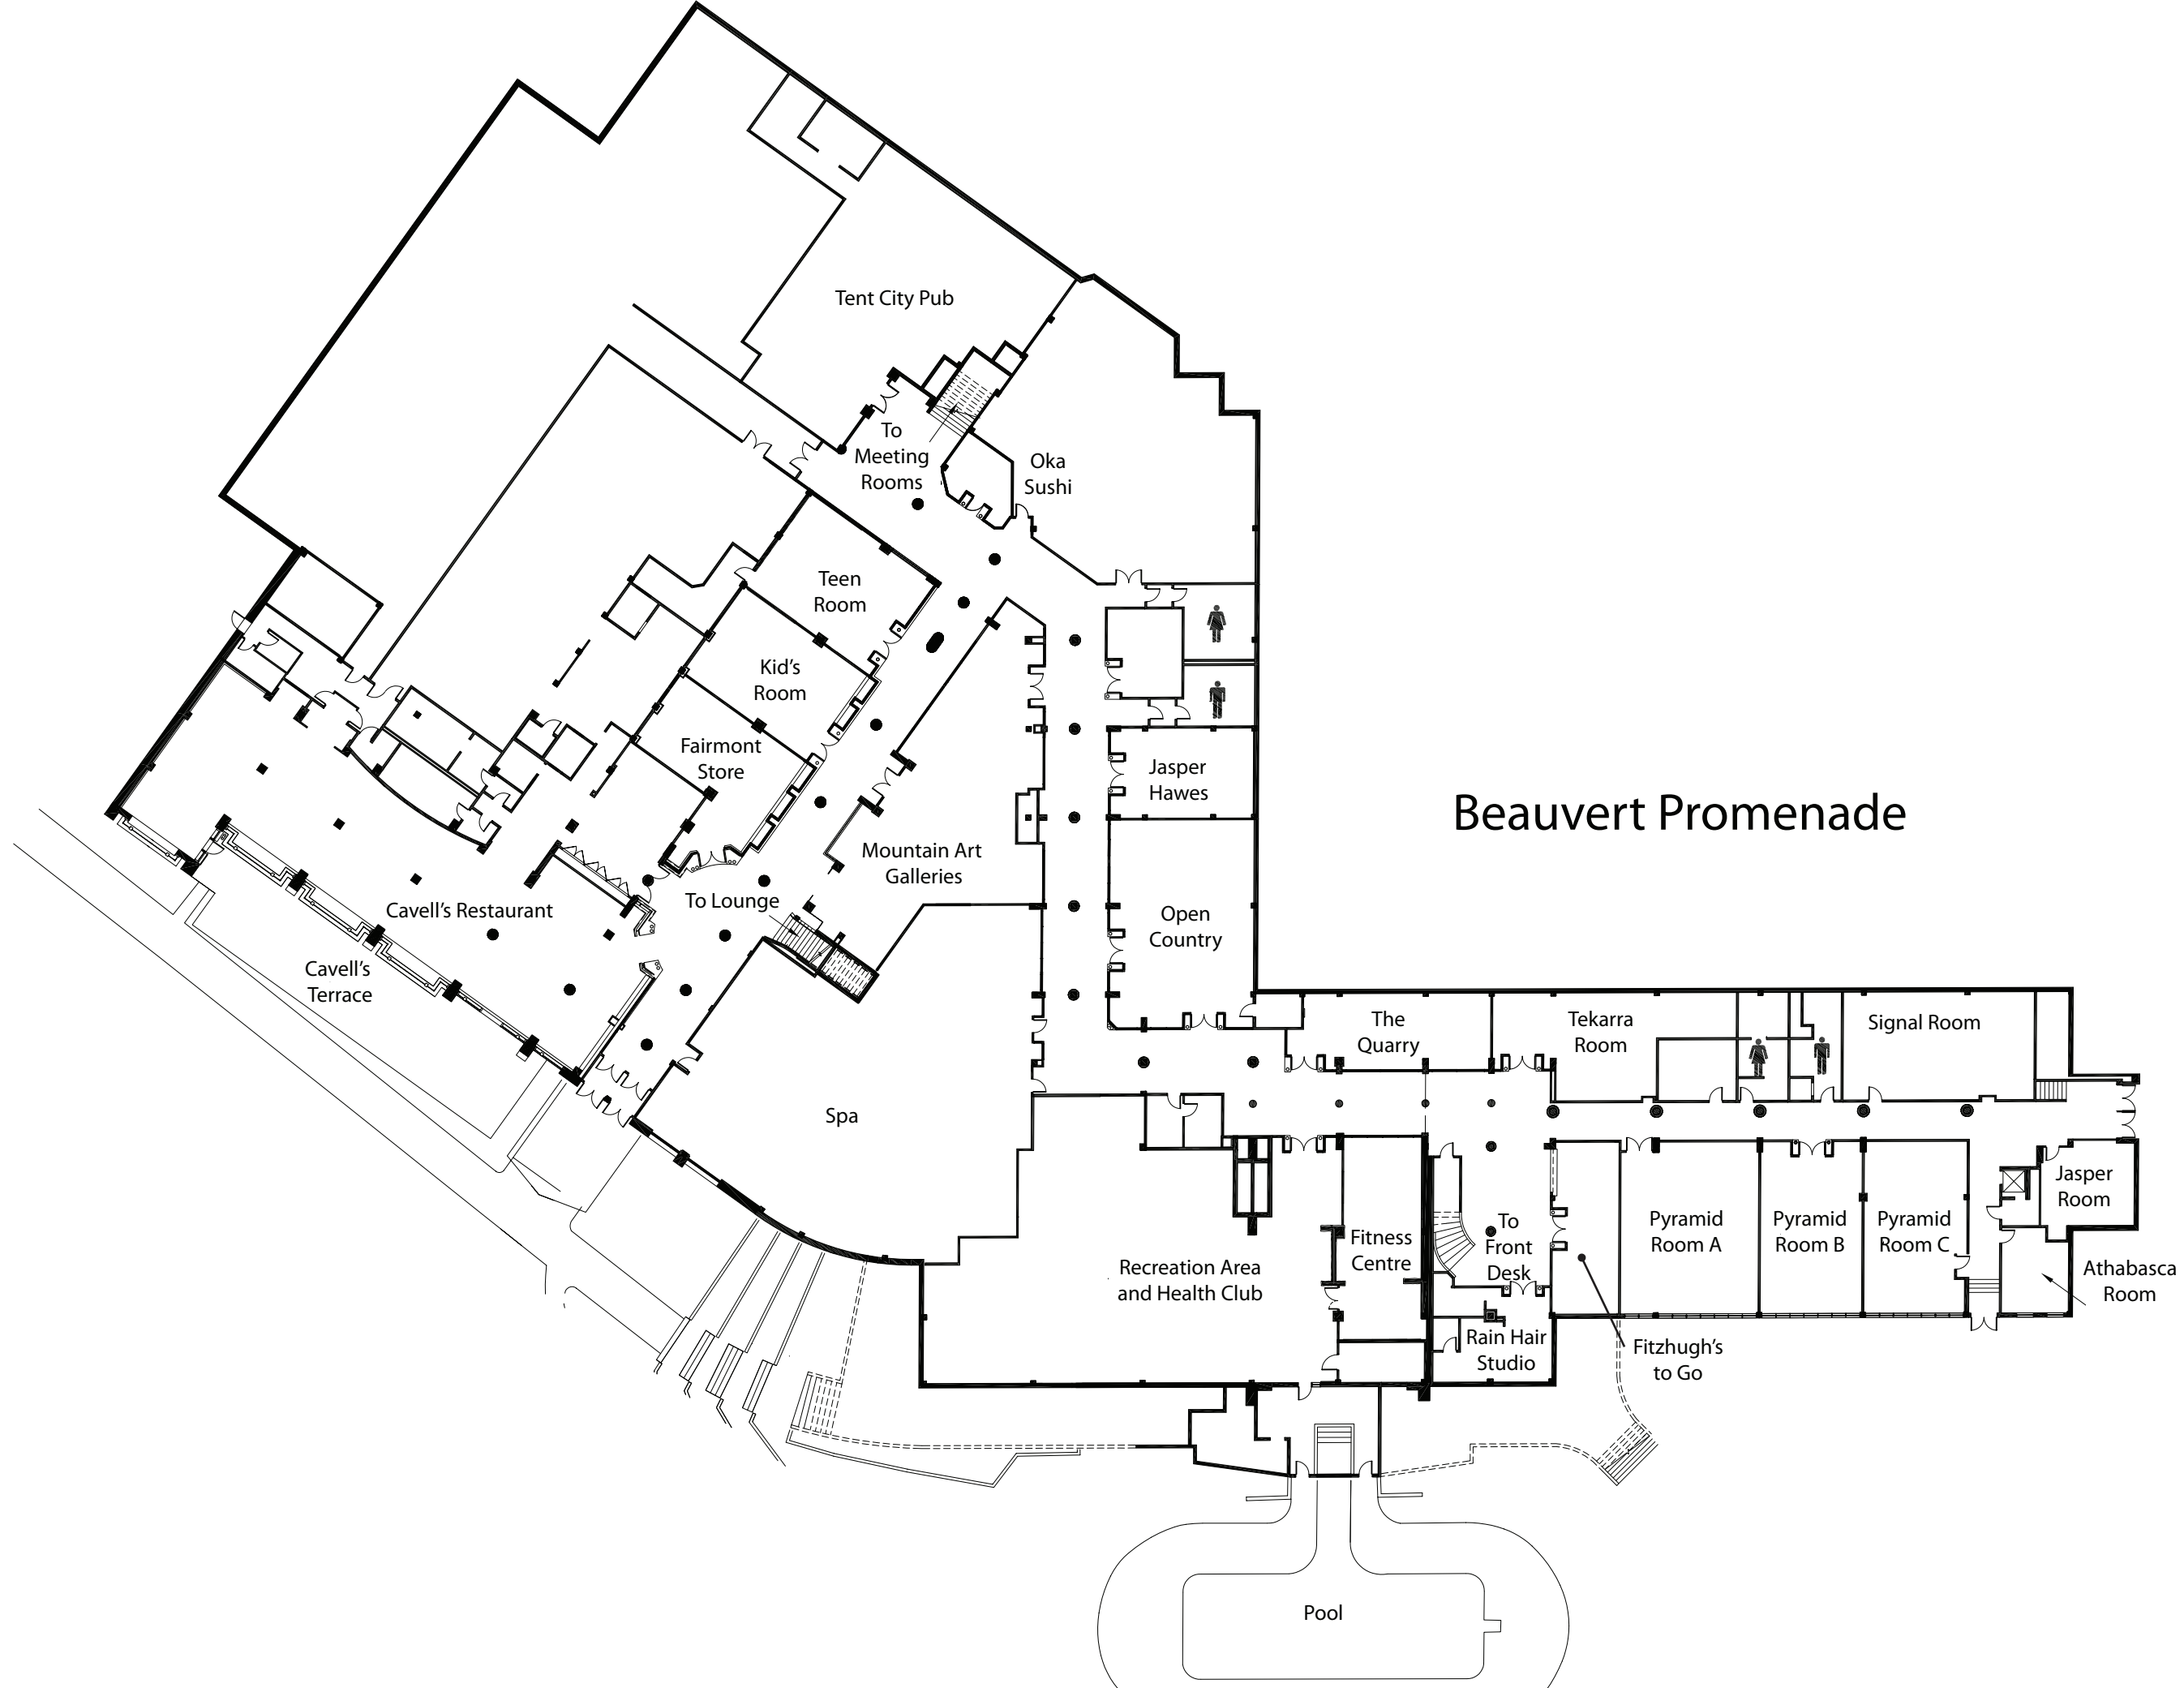 Tent City Pub
To
Meeting
Rooms
Oka
Sushi
Teen
Room
Kid's
Room
Fairmont
Store
Jasper
Hawes
Beauvert Promenade
Mountain Art
Galleries
To Lounge
Cavell's Restaurant
Open
Country
Cavell's
Terrace
The
Quarry
Tekarra
Room
Signal Room
Spa
Jasper
Room
Pyramid
Room A
Pyramid
Room B
Pyramid
Room C
To
Front
Desk
Fitness
Centre
Recreation Area
and Health Club
Athabasca
Room
Rain Hair
Studio
Fitzhugh's
to Go
Pool